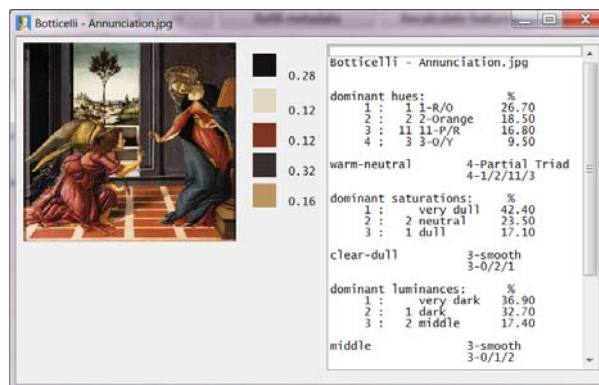 Botticelli - Annunciation.jpg
0.28
0.12
0.12
0.32
0.16
Botticelli - Annunciation.jpg
dominant hues: %
1 : 1 1-R/O 26.70
2 : 2 2-Orange 18.50
3 : 11 11-P/R 16.80
4 : 3 3-O/Y 9.50
warm-neutral 4-Partial Triad
4-1/2/11/3
dominant saturations: %
1 : very dull 42.40
2 : 2 neutral 23.50
3 : 1 dull 17.10
clear-dull 3-smooth
3-0/2/1
dominant luminances: %
1 : very dark 36.90
2 : 1 dark 32.70
3 : 2 middle 17.40
middle 3-smooth
3-0/1/2